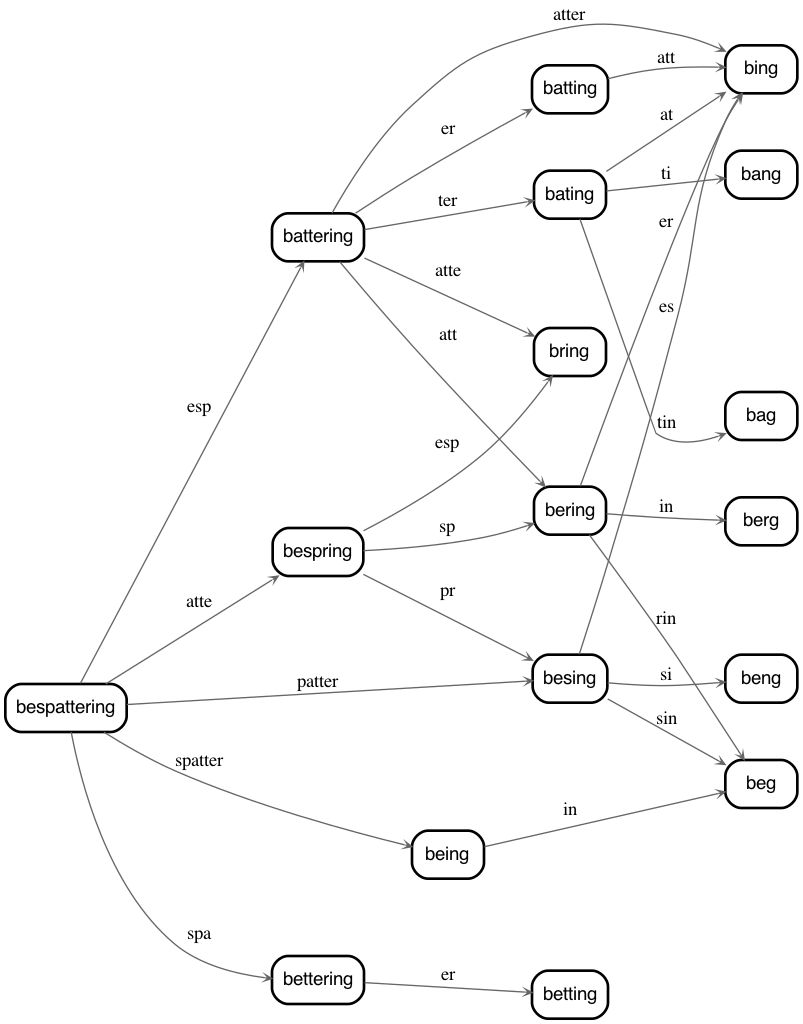 atter
bing
att
batting
er
at
ti
bang
bating
ter
battering
er
atte
att
es
bring
esp
tin
bag
esp
sp
bering
in
berg
bespring
pr
atte
rin
patter
besing
si
beng
bespattering
sin
spatter
beg
in
being
spa
bettering
er
betting